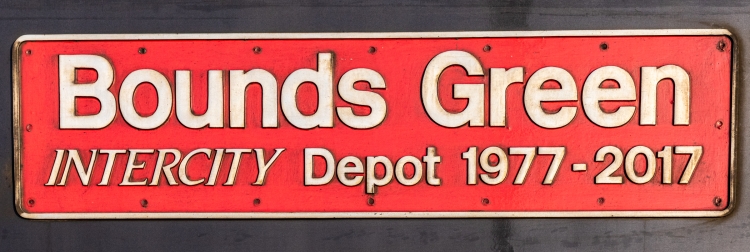 Bounds Green
INTERCITY Depot 1977-2017